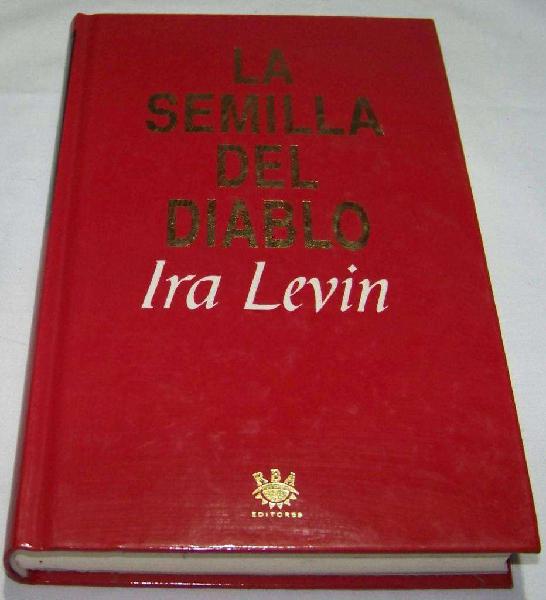 LA
SEMILLA
DEL
DIABLO
Ira Levin
RBA
EDITORES